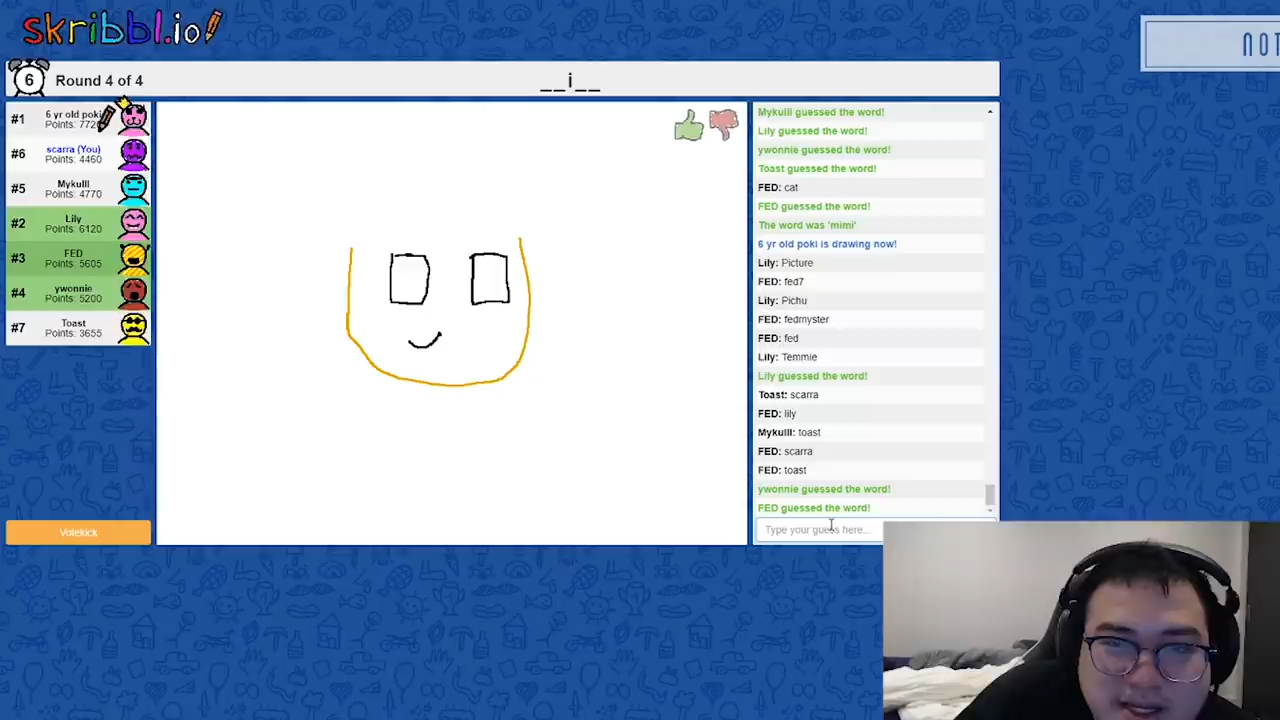 skribbl.io
NOT
6
Round 4 of 4
__i__
#1
6 yr old poki
Points: 772
#6
scarra (You)
Points: 4460
#5
Mykulll
Points: 4770
#2
Lily
Points: 6120
#3
FED
Points: 5605
#4
ywonnie
Points: 5200
#7
Toast
Points: 3655
Votekick
Mykulll guessed the word!
Lily guessed the word!
ywonnie guessed the word!
Toast guessed the word!
FED: cat
FED guessed the word!
The word was 'mimi'
6 yr old poki is drawing now!
Lily: Picture
FED: fed7
Lily: Pichu
FED: fedmyster
FED: fed
Lily: Temmie
Lily guessed the word!
Toast: scarra
FED: lily
Mykulll: toast
FED: scarra
FED: toast
ywonnie guessed the word!
FED guessed the word!
Type your guess here...